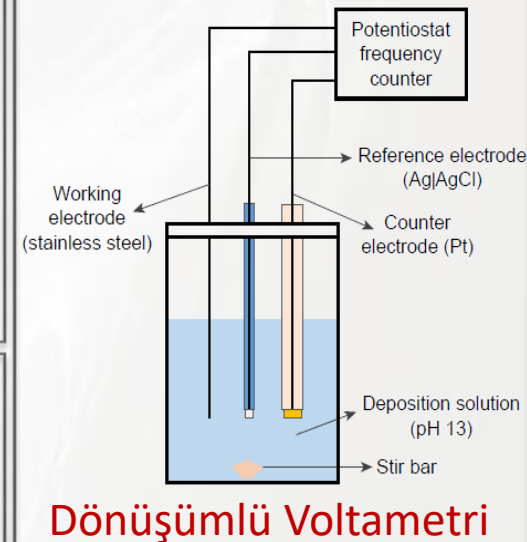 Potentiostat
frequency
counter
Reference electrode
(Ag|AgCl)
Working
electrode
(stainless steel)
Counter
electrode (Pt)
Deposition solution
(pH 13)
Stir bar
Dönüşümlü Voltametri